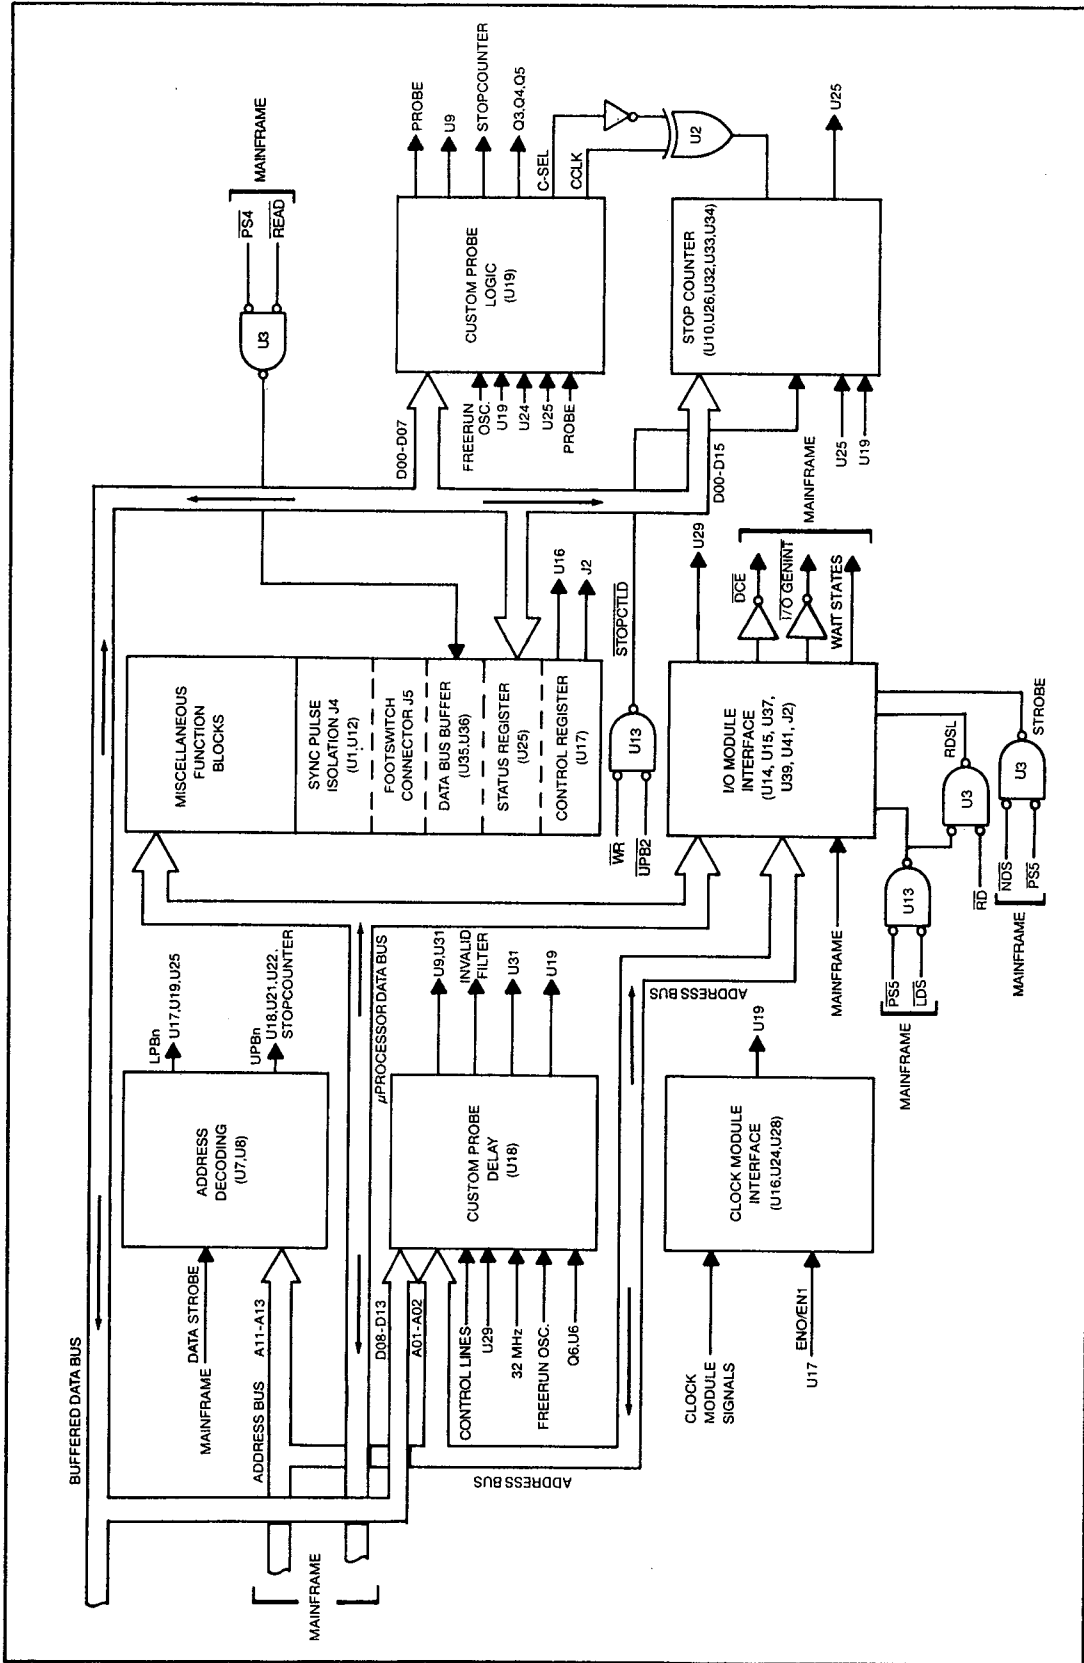 BUFFERED DATA BUS
MAINFRAME
DATA STROBE
MAINFRAME
ADDRESS BUS
A11-A13
ADDRESS
DECODING
(U7,U8)
LPBn
U17,U19,U25
UPBn
U18,U21,U22,
STOPCOUNTER
μPROCESSOR DATA BUS
D08-D13
A01-A02
CONTROL LINES
U29
32 MHz
FREERUN OSC.
Q6,U6
CUSTOM PROBE
DELAY
(U18)
U9,U31
INVALID
FILTER
U31
U19
ADDRESS BUS
ADDRESS BUS
CLOCK
MODULE
SIGNALS
U17
ENO/EN1
CLOCK MODULE
INTERFACE
(U16,U24,U28)
U19
MISCELLANEOUS
FUNCTION
BLOCKS
SYNC PULSE
ISOLATION J4
(U1,U12)
FOOTSWITCH
CONNECTOR J5
DATA BUS BUFFER
(U35,U36)
STATUS REGISTER
(U25)
CONTROL REGISTER
(U17)
U16
J2
WR
UPB2
U13
STOPCTLD
MAINFRAME
I/O MODULE
INTERFACE
(U14, U15, U37,
U39, U41, J2)
U29
DCE
I/O GENINT
WAIT STATES
MAINFRAME
PS5
LDS
MAINFRAME
U13
RD
U3
RDSL
NDS
PS5
MAINFRAME
U3
STROBE
MAINFRAME
PS4
READ
U3
D00-D07
FREERUN
OSC.
U19
U24
U25
PROBE
CUSTOM PROBE
LOGIC
(U19)
PROBE
U9
STOPCOUNTER
Q3,Q4,Q5
C-SEL
CCLK
U2
D00-D15
STOP COUNTER
(U10,U26,U32,U33,U34)
U25
U19
U25